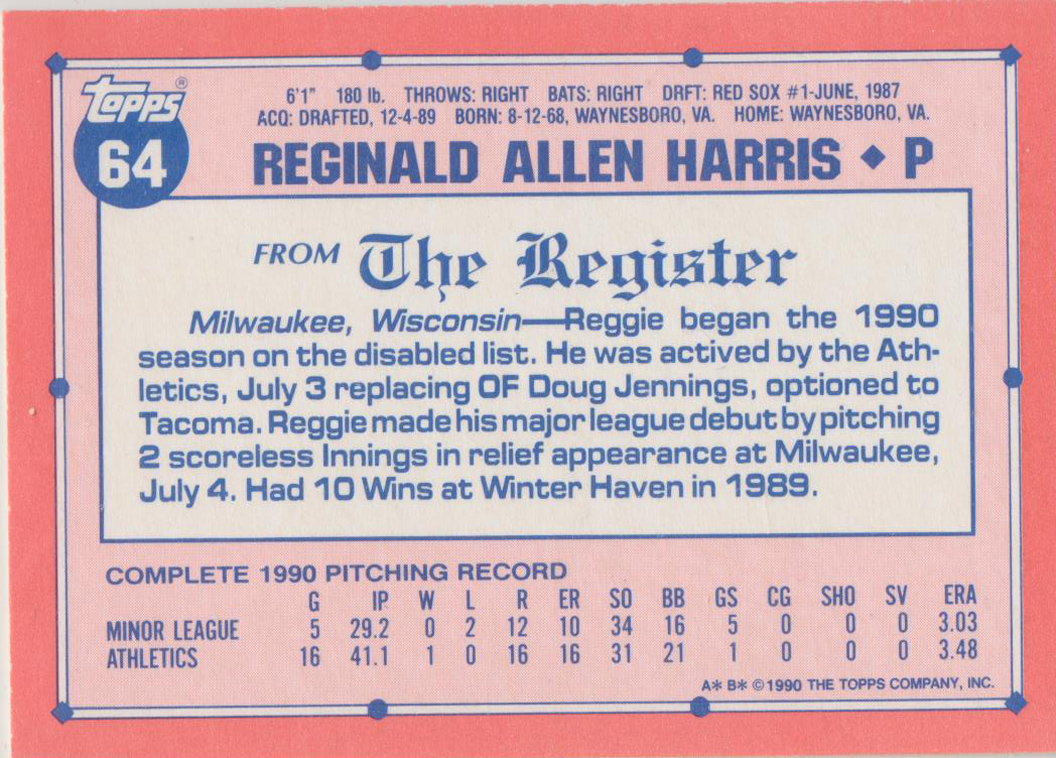 topps®
64
6'1" 180 lb. THROWS: RIGHT BATS: RIGHT DRFT: RED SOX #1-JUNE, 1987
ACQ: DRAFTED, 12-4-89 BORN: 8-12-68, WAYNESBORO, VA. HOME: WAYNESBORO, VA.
REGINALD ALLEN HARRIS ◆ P
FROM The Register
Milwaukee, Wisconsin—Reggie began the 1990
season on the disabled list. He was actived by the Ath-
letics, July 3 replacing OF Doug Jennings, optioned to
Tacoma. Reggie made his major league debut by pitching
2 scoreless Innings in relief appearance at Milwaukee,
July 4. Had 10 Wins at Winter Haven in 1989.
COMPLETE 1990 PITCHING RECORD
G IP W L R ER SO BB GS CG SHO SV ERA
MINOR LEAGUE 5 29.2 0 2 12 10 34 16 5 0 0 0 3.03
ATHLETICS 16 41.1 1 0 16 16 31 21 1 0 0 0 3.48
A* B* ©1990 THE TOPPS COMPANY, INC.